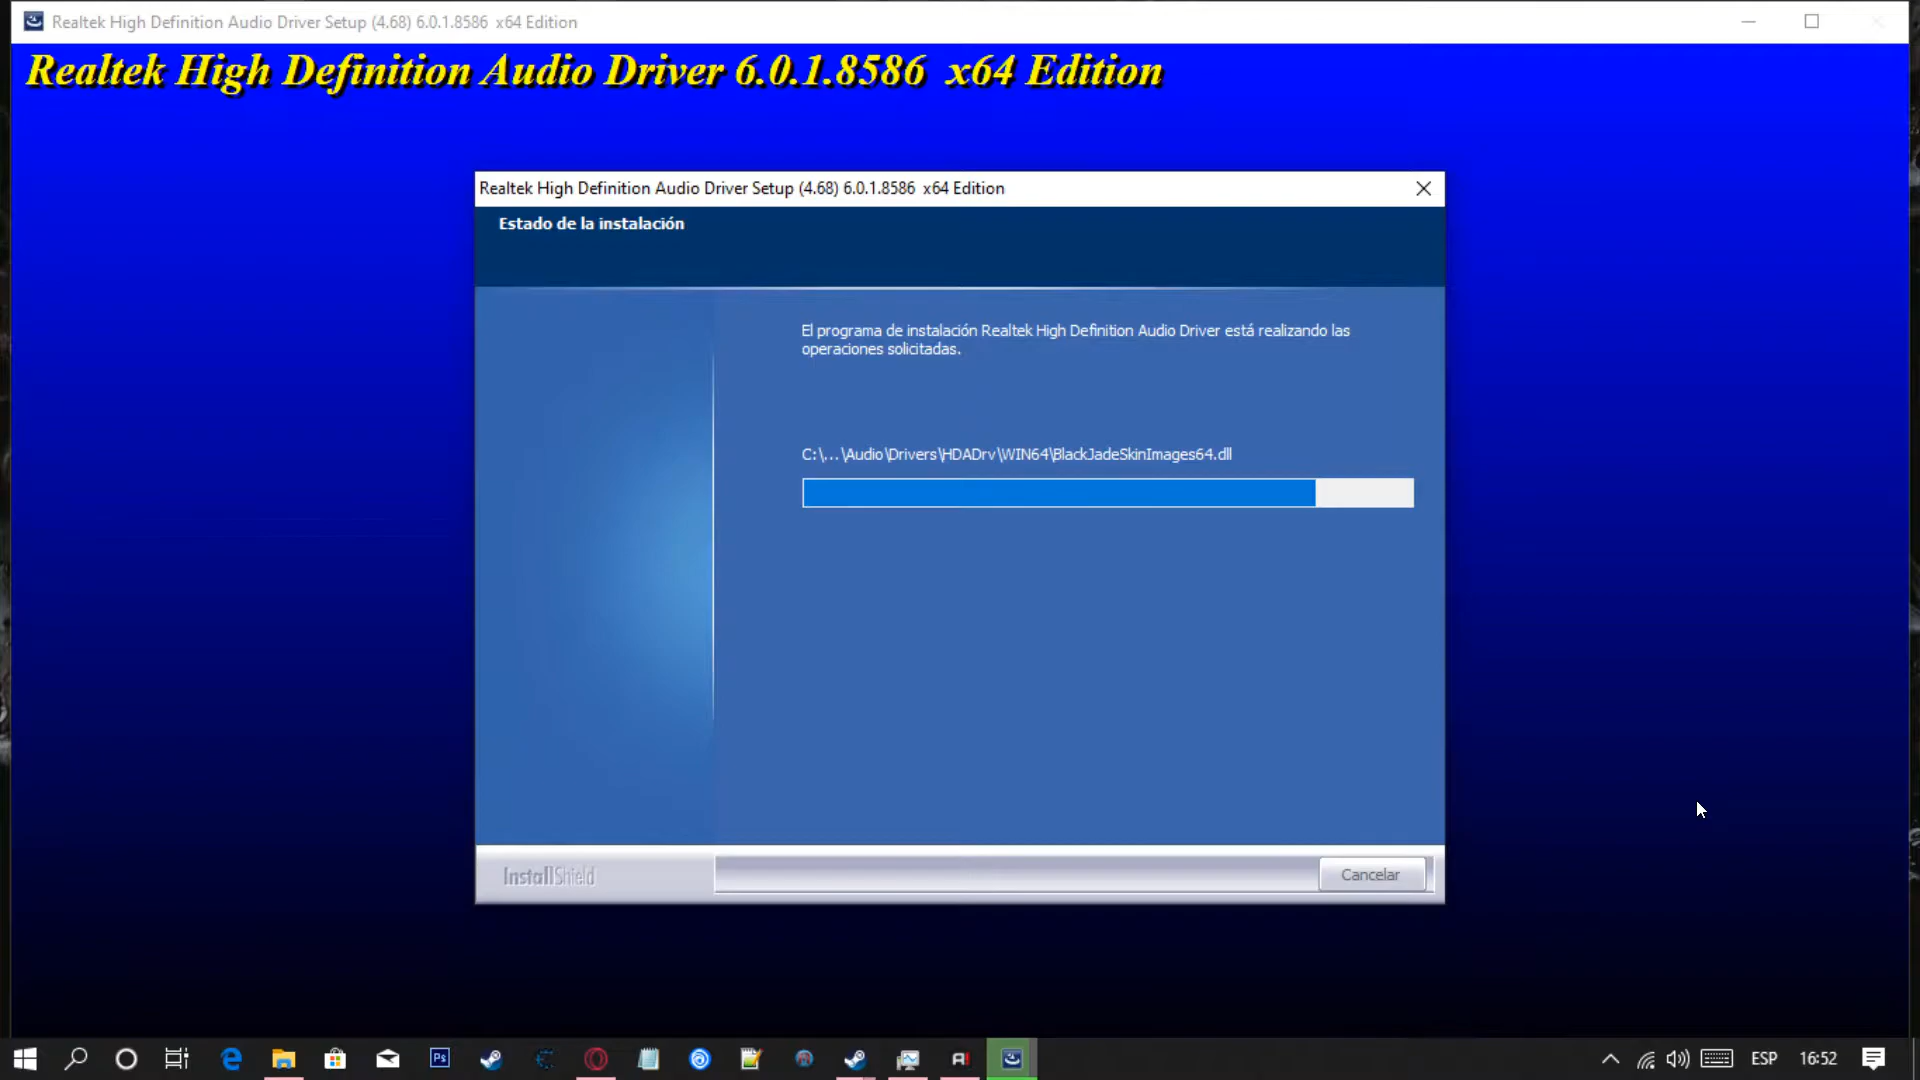 Realtek High Definition Audio Driver Setup (4.68) 6.0.1.8586  x64 Edition
Realtek High Definition Audio Driver 6.0.1.8586  x64 Edition
Realtek High Definition Audio Driver Setup (4.68) 6.0.1.8586  x64 Edition
Estado de la instalación
El programa de instalación Realtek High Definition Audio Driver está realizando las
operaciones solicitadas.
C:\...\Audio\Drivers\HDADrv\WIN64\BlackJadeSkinImages64.dll
InstallShield
Cancelar
Ps
A!
ESP
16:52